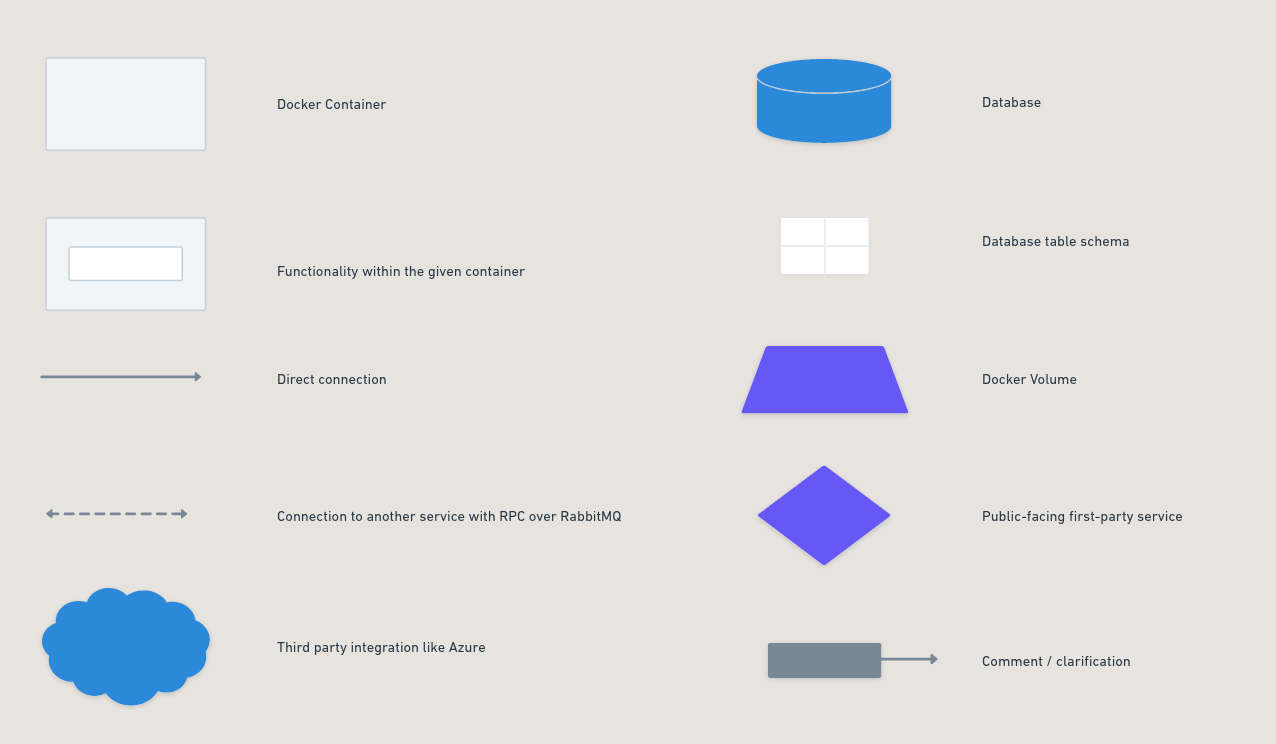 Docker Container
Functionality within the given container
Direct connection
Connection to another service with RPC over RabbitMQ
Third party integration like Azure
Database
Database table schema
Docker Volume
Public-facing first-party service
Comment / clarification